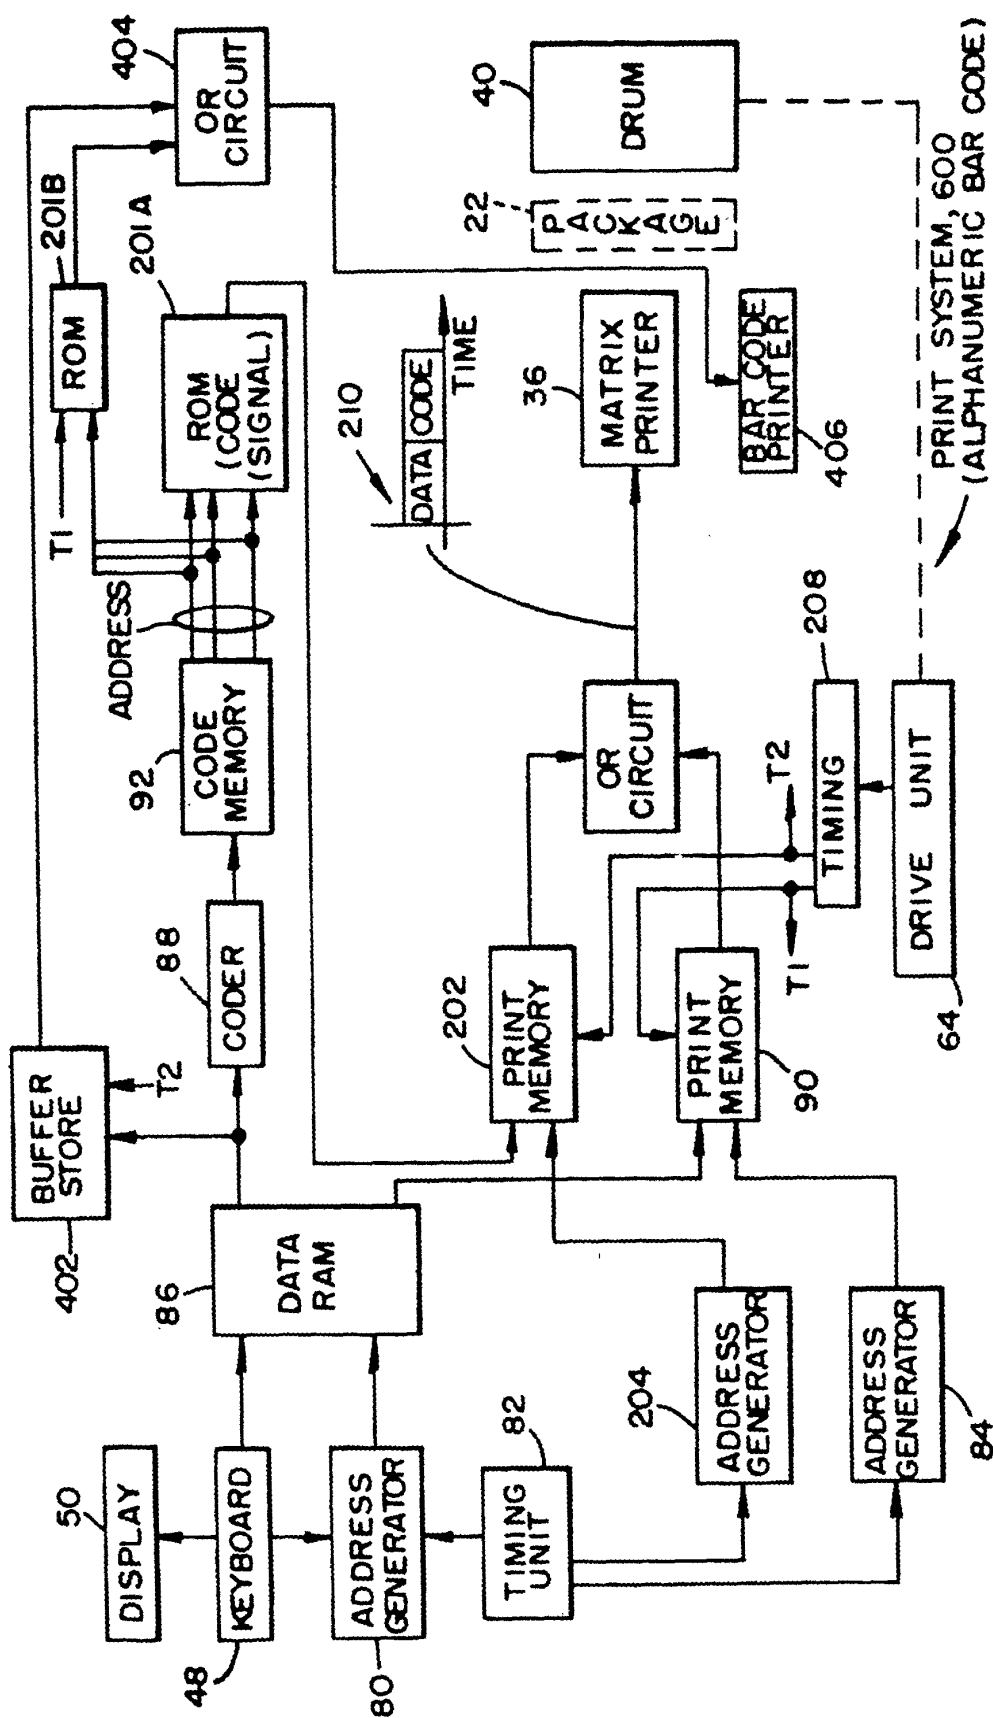 BUFFER
STORE
402
T2
T1
ROM
201B
OR
CIRCUIT
404
DISPLAY
50
KEYBOARD
48
ADDRESS
GENERATOR
80
TIMING
UNIT
82
DATA
RAM
86
CODER
88
CODE
MEMORY
92
ADDRESS
ROM
(CODE
(SIGNAL)
201A
210
DATA
CODE
TIME
22
PACKAGE
DRUM
40
ADDRESS
GENERATOR
204
ADDRESS
GENERATOR
84
PRINT
MEMORY
202
PRINT
MEMORY
90
OR
CIRCUIT
MATRIX
PRINTER
36
BAR CODE
PRINTER
406
T1
T2
TIMING
208
DRIVE UNIT
64
PRINT SYSTEM, 600
(ALPHANUMERIC BAR CODE)